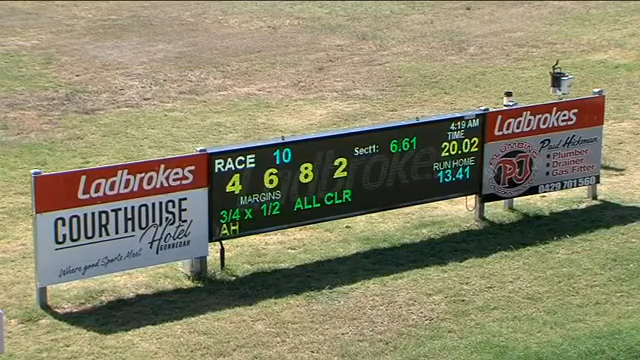 Ladbrokes
COURTHOUSE
Hotel
GUNNEDAH
Where good Sports Meet
RACE 10 Sect1: 6.61 4:19 AM
TIME
4 6 8 2 20.02
MARGINS RUN HOME
3/4 x 1/2 ALL CLR 13.41
AH
Ladbrokes
PLUMBING
PJ
Paul Hickman
Plumber
Drainer
Gas Fitter
0429 701 560